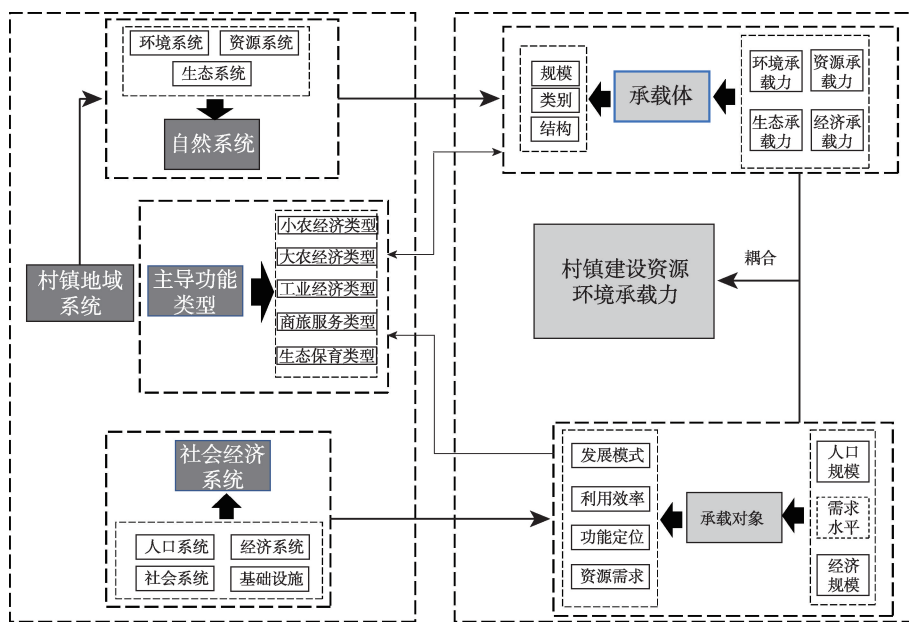 环境系统
资源系统
生态系统
自然系统
村镇地域
系统
主导功能
类型
小农经济类型
大农经济类型
工业经济类型
商旅服务类型
生态保育类型
社会经济
系统
人口系统
经济系统
社会系统
基础设施
规模
类别
结构
承载体
环境承
载力
资源承
载力
生态承
载力
经济承
载力
村镇建设资源
环境承载力
耦合
发展模式
利用效率
功能定位
资源需求
承载对象
人口
规模
需求
水平
经济
规模